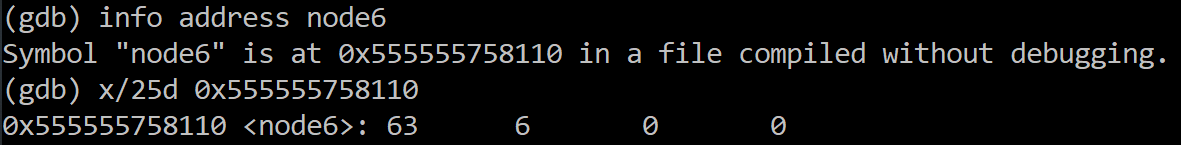 (gdb) info address node6
Symbol "node6" is at 0x555555758110 in a file compiled without debugging.
(gdb) x/25d 0x555555758110
0x555555758110 <node6>: 63 6 0 0